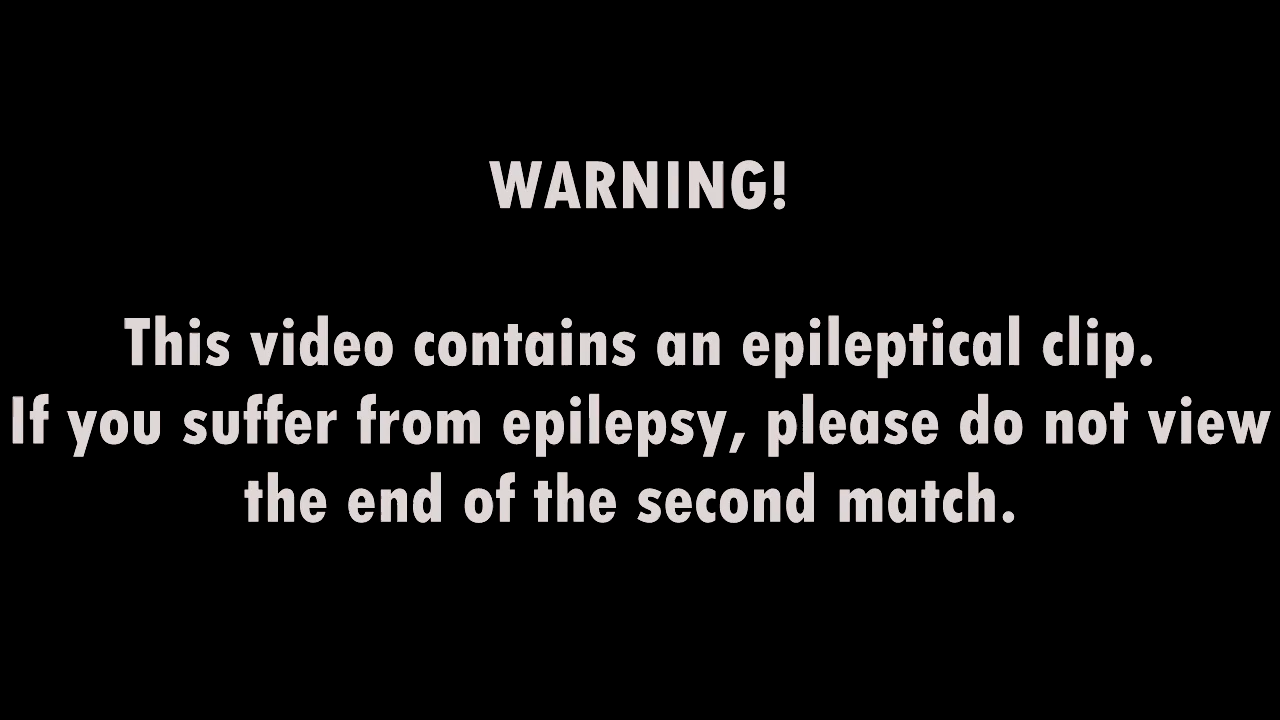 WARNING!
This video contains an epileptical clip.
If you suffer from epilepsy, please do not view
the end of the second match.